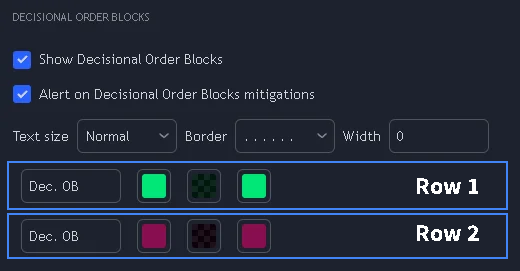 DECISIONAL ORDER BLOCKS
Show Decisional Order Blocks
Alert on Decisional Order Blocks mitigations
Text size Normal Border ...... Width 0
Dec. OB Row 1
Dec. OB Row 2